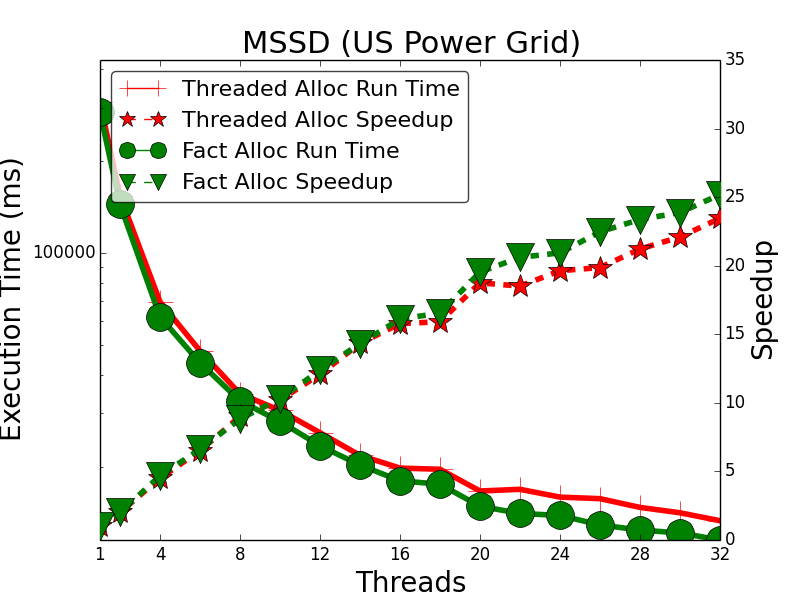 MSSD (US Power Grid)
Threaded Alloc Run Time
Threaded Alloc Speedup
Fact Alloc Run Time
Fact Alloc Speedup
Execution Time (ms)
100000
35
30
25
20
15
10
5
0
Speedup
1 4 8 12 16 20 24 28 32
Threads